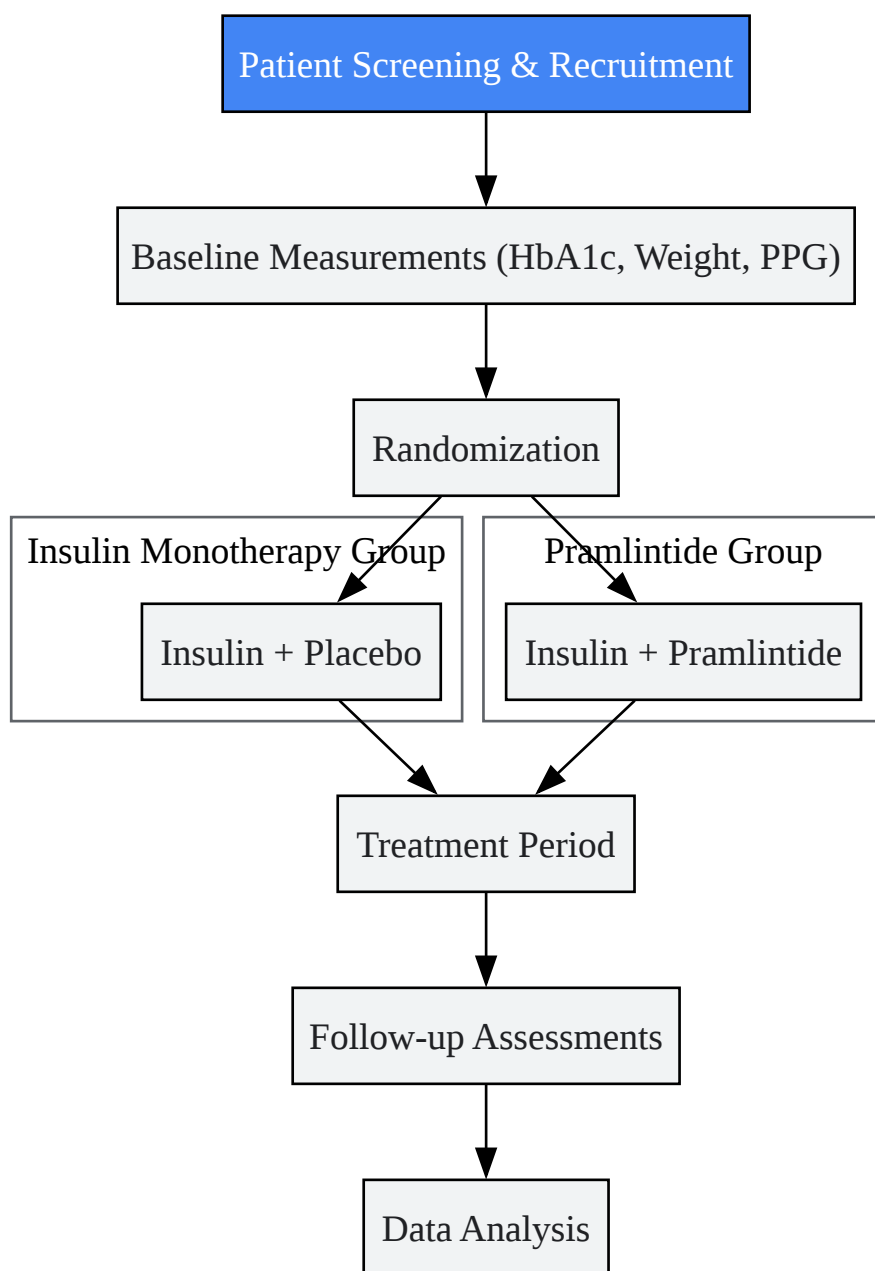 Patient Screening & Recruitment
Baseline Measurements (HbA1c, Weight, PPG)
Randomization
Insulin Monotherapy Group
Pramlintide Group
Insulin + Placebo
Insulin + Pramlintide
Treatment Period
Follow-up Assessments
Data Analysis